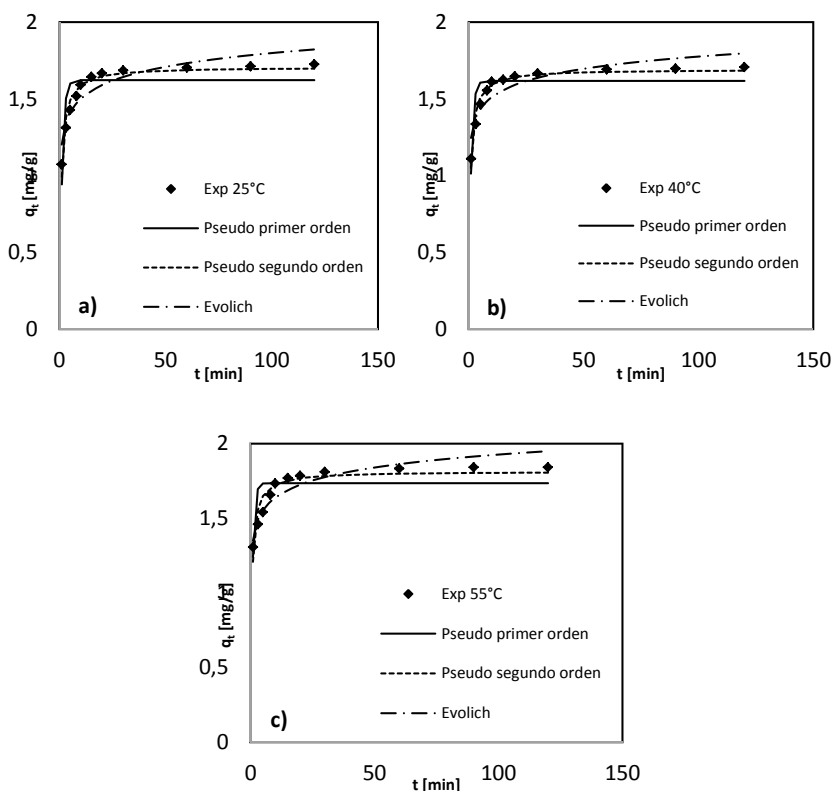 2
1,5
1
0,5
0
q_t [mg/g]
Exp 25°C
Pseudo primer orden
Pseudo segundo orden
Evolich
a)
0 50 100 150
t [min]
2
1,5
1
0,5
0
q_t [mg/g]
Exp 40°C
Pseudo primer orden
Pseudo segundo orden
Evolich
b)
0 50 100 150
t [min]
2
1,5
1
0,5
0
q_t [mg/g]
Exp 55°C
Pseudo primer orden
Pseudo segundo orden
Evolich
c)
0 50 100 150
t [min]